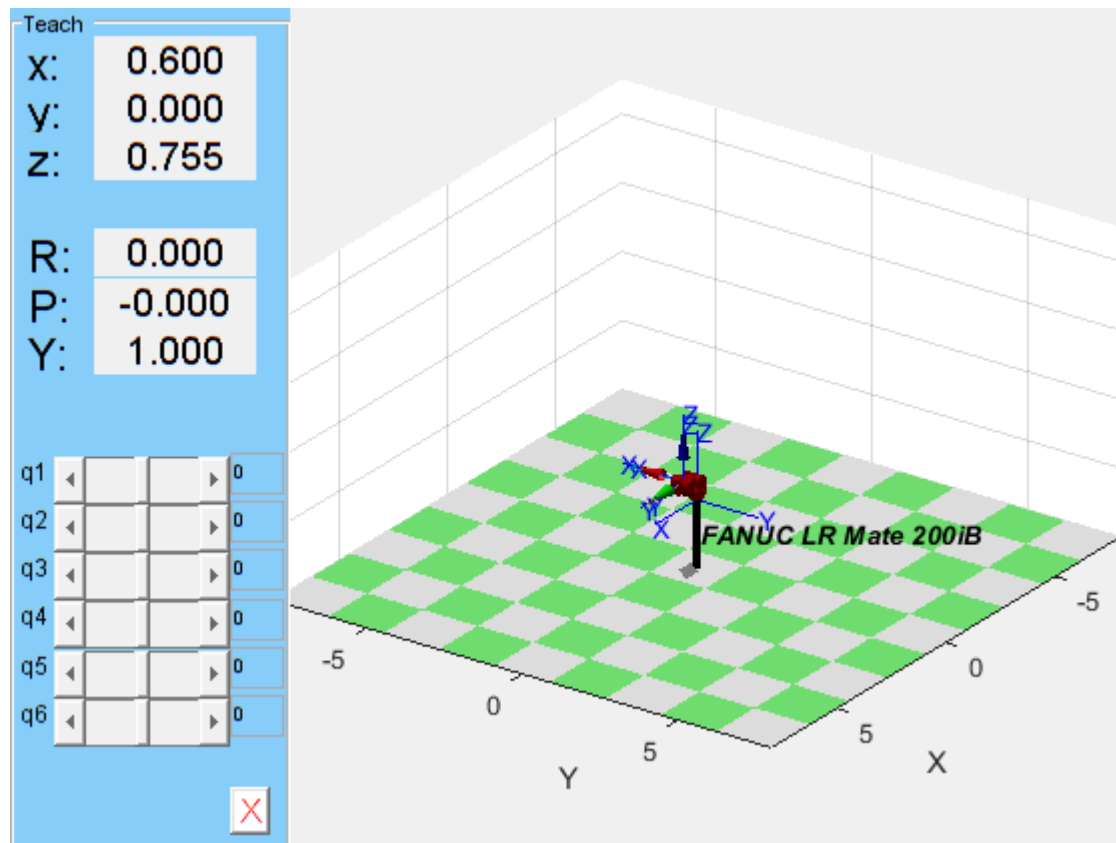 Teach
x: 0.600
y: 0.000
z: 0.755
R: 0.000
P: -0.000
Y: 1.000
q1 0
q2 0
q3 0
q4 0
q5 0
q6 0
X
Z
Z
Z
X
X
Y
Y
X
Y
FANUC LR Mate 200iB
-5
0
5
Y
-5
0
5
X